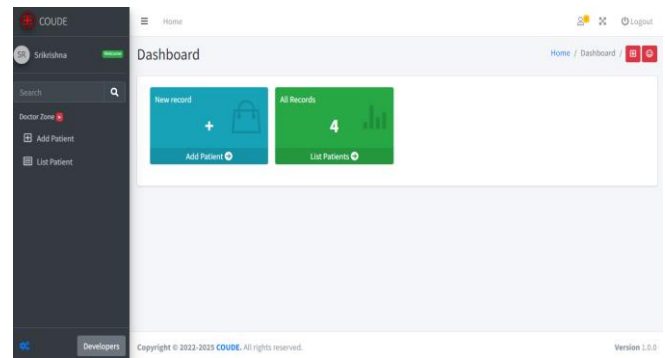 COUDE
Home
Logout
SR Srikrishna
Dashboard
Home / Dashboard /
Search
Doctor Zone
Add Patient
List Patient
New record
+
Add Patient
All Records
4
List Patients
Developers
Copyright © 2022-2025 COUDE. All rights reserved.
Version 1.0.0